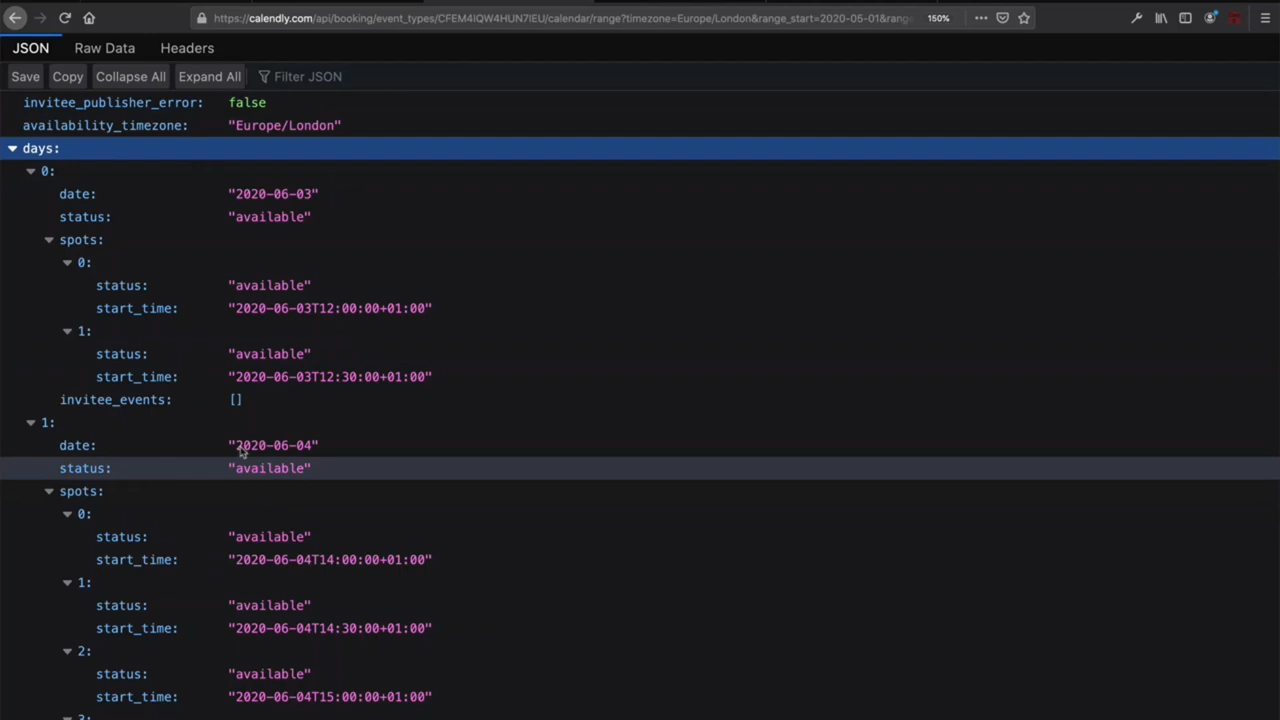 https://calendly.com/api/booking/event_types/CFEM4IQW4HUN7IEU/calendar/range?timezone=Europe/London&range_start=2020-05-01&range 150%
JSON Raw Data Headers
Save Copy Collapse All Expand All Filter JSON
invitee_publisher_error: false
availability_timezone: "Europe/London"
days:
0:
date: "2020-06-03"
status: "available"
spots:
0:
status: "available"
start_time: "2020-06-03T12:00:00+01:00"
1:
status: "available"
start_time: "2020-06-03T12:30:00+01:00"
invitee_events: []
1:
date: "2020-06-04"
status: "available"
spots:
0:
status: "available"
start_time: "2020-06-04T14:00:00+01:00"
1:
status: "available"
start_time: "2020-06-04T14:30:00+01:00"
2:
status: "available"
start_time: "2020-06-04T15:00:00+01:00"
3: